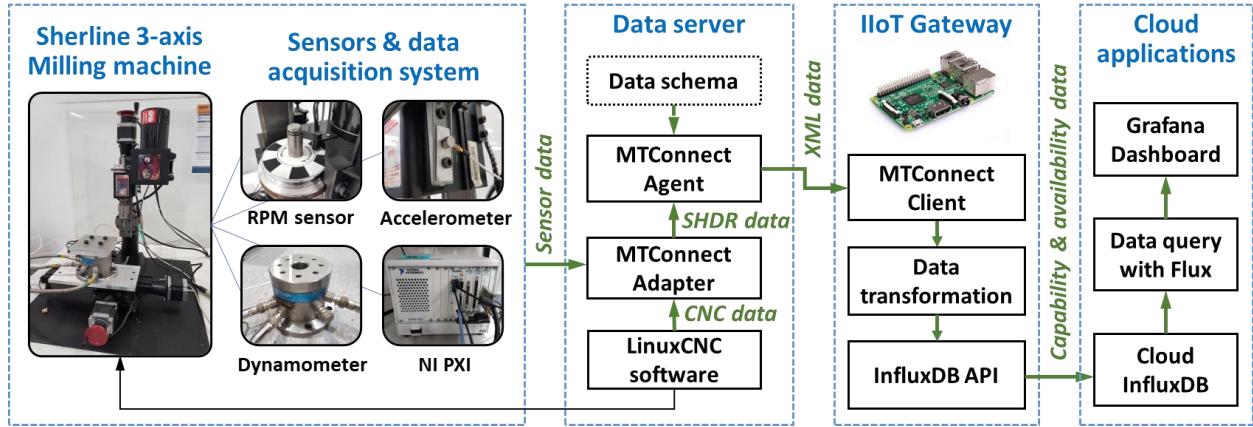 Sherline 3-axis
Milling machine
Sensors & data
acquisition system
RPM sensor
Accelerometer
Dynamometer
NI PXI
Sensor data
Data server
Data schema
MTConnect
Agent
SHDR data
MTConnect
Adapter
CNC data
LinuxCNC
software
XML data
IIoT Gateway
MTConnect
Client
Data
transformation
InfluxDB API
Capability & availability data
Cloud
applications
Grafana
Dashboard
Data query
with Flux
Cloud
InfluxDB